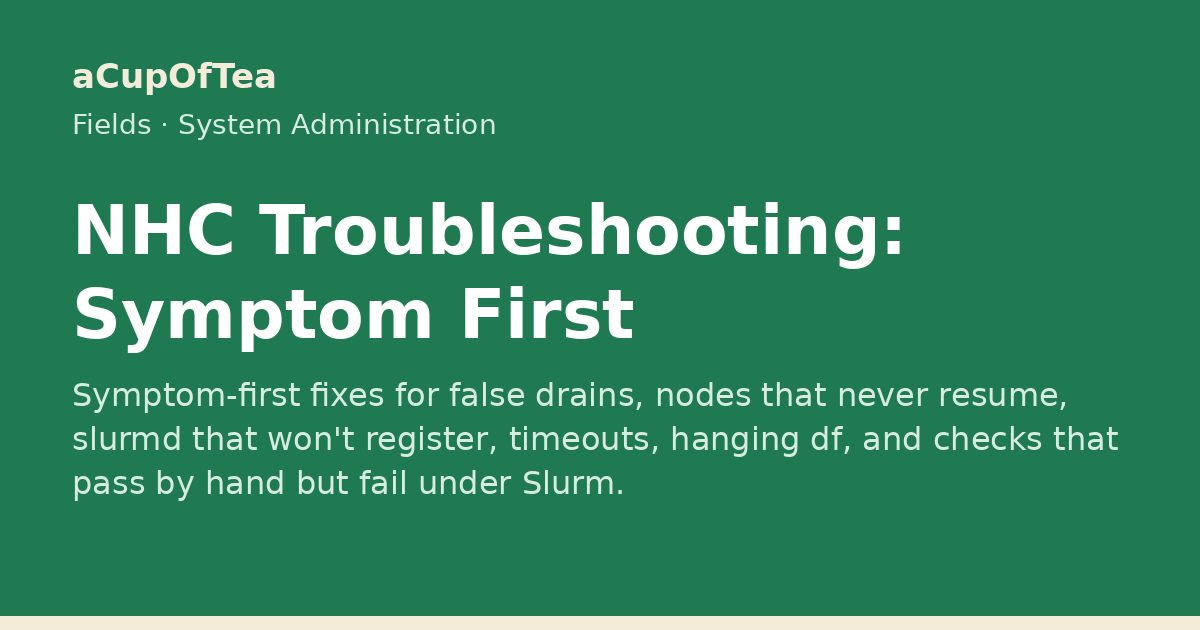 aCupOfTea
Fields · System Administration
NHC Troubleshooting:
Symptom First
Symptom-first fixes for false drains, nodes that never resume,
slurmd that won't register, timeouts, hanging df, and checks that
pass by hand but fail under Slurm.